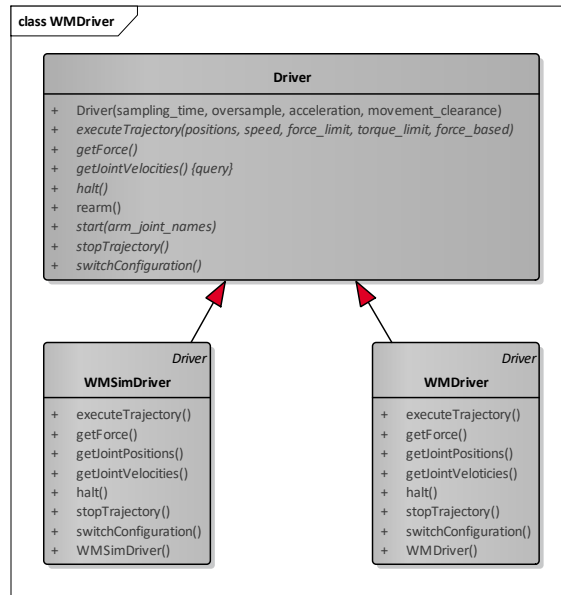 class WMDriver
Driver
+ Driver(sampling_time, oversample, acceleration, movement_clearance)
+ executeTrajectory(positions, speed, force_limit, torque_limit, force_based)
+ getForce()
+ getJointVelocities() {query}
+ halt()
+ rearm()
+ start(arm_joint_names)
+ stopTrajectory()
+ switchConfiguration()
Driver
WMSimDriver
+ executeTrajectory()
+ getForce()
+ getJointPositions()
+ getJointVelocities()
+ halt()
+ stopTrajectory()
+ switchConfiguration()
+ WMSimDriver()
Driver
WMDriver
+ executeTrajectory()
+ getForce()
+ getJointPositions()
+ getJointVeloticies()
+ halt()
+ stopTrajectory()
+ switchConfiguration()
+ WMDriver()